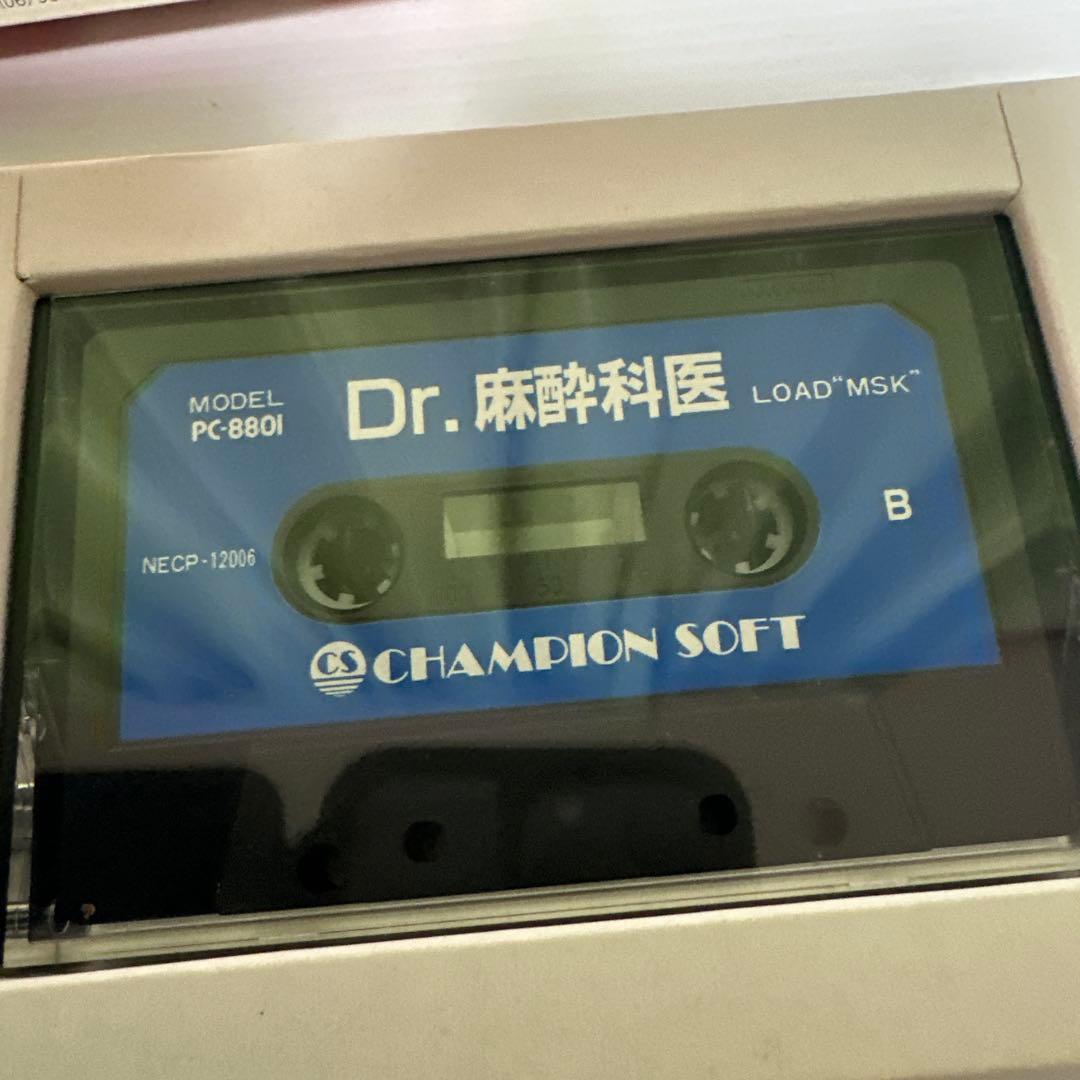 MODEL
PC-8801
Dr.麻酔科医
LOAD"MSK"
B
NECP-12006
CS CHAMPION SOFT